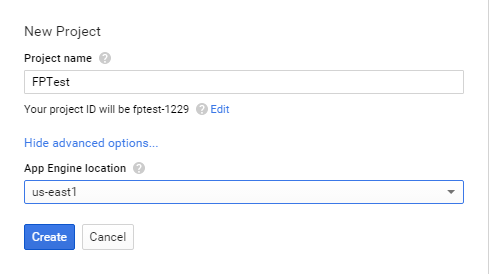 New Project
Project name ?
FPTest
Your project ID will be fptest-1229 ? Edit
Hide advanced options...
App Engine location ?
us-east1
Create Cancel